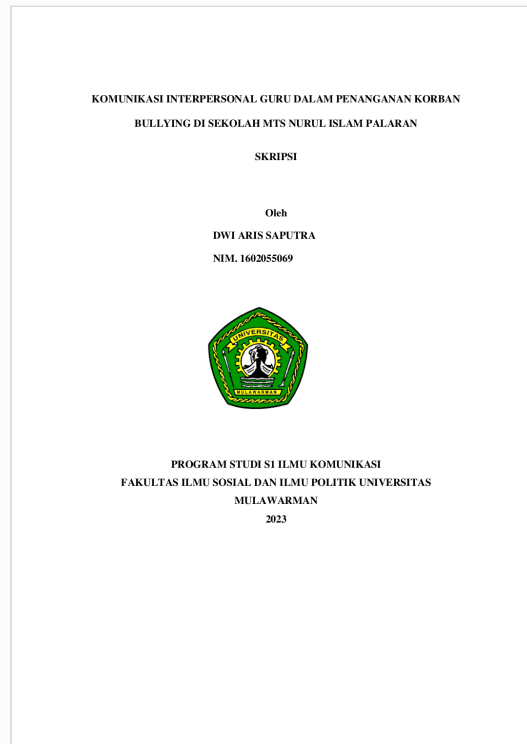 KOMUNIKASI INTERPERSONAL GURU DALAM PENANGANAN KORBAN
BULLYING DI SEKOLAH MTS NURUL ISLAM PALARAN
SKRIPSI
Oleh
DWI ARIS SAPUTRA
NIM. 1602055069
UNIVERSITAS
MULAWARMAN
PROGRAM STUDI S1 ILMU KOMUNIKASI
FAKULTAS ILMU SOSIAL DAN ILMU POLITIK UNIVERSITAS
MULAWARMAN
2023